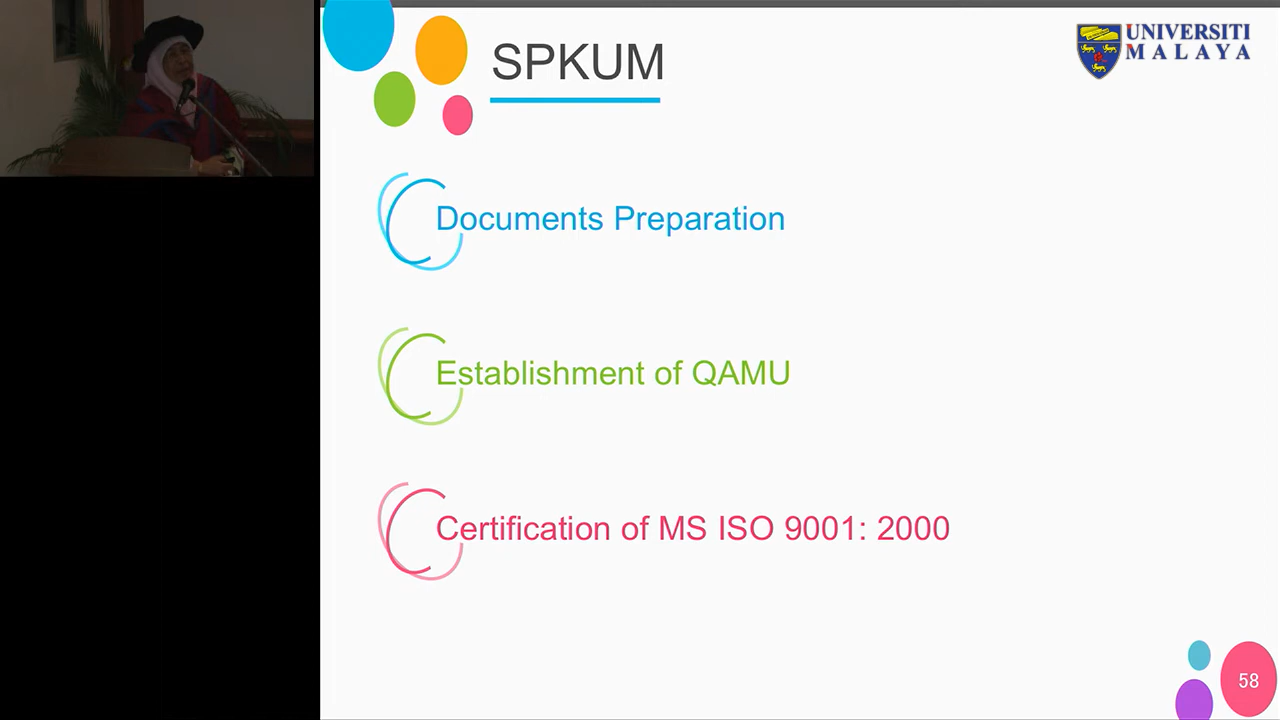 SPKUM
UNIVERSITI
MALAYA
Documents Preparation
Establishment of QAMU
Certification of MS ISO 9001: 2000
58